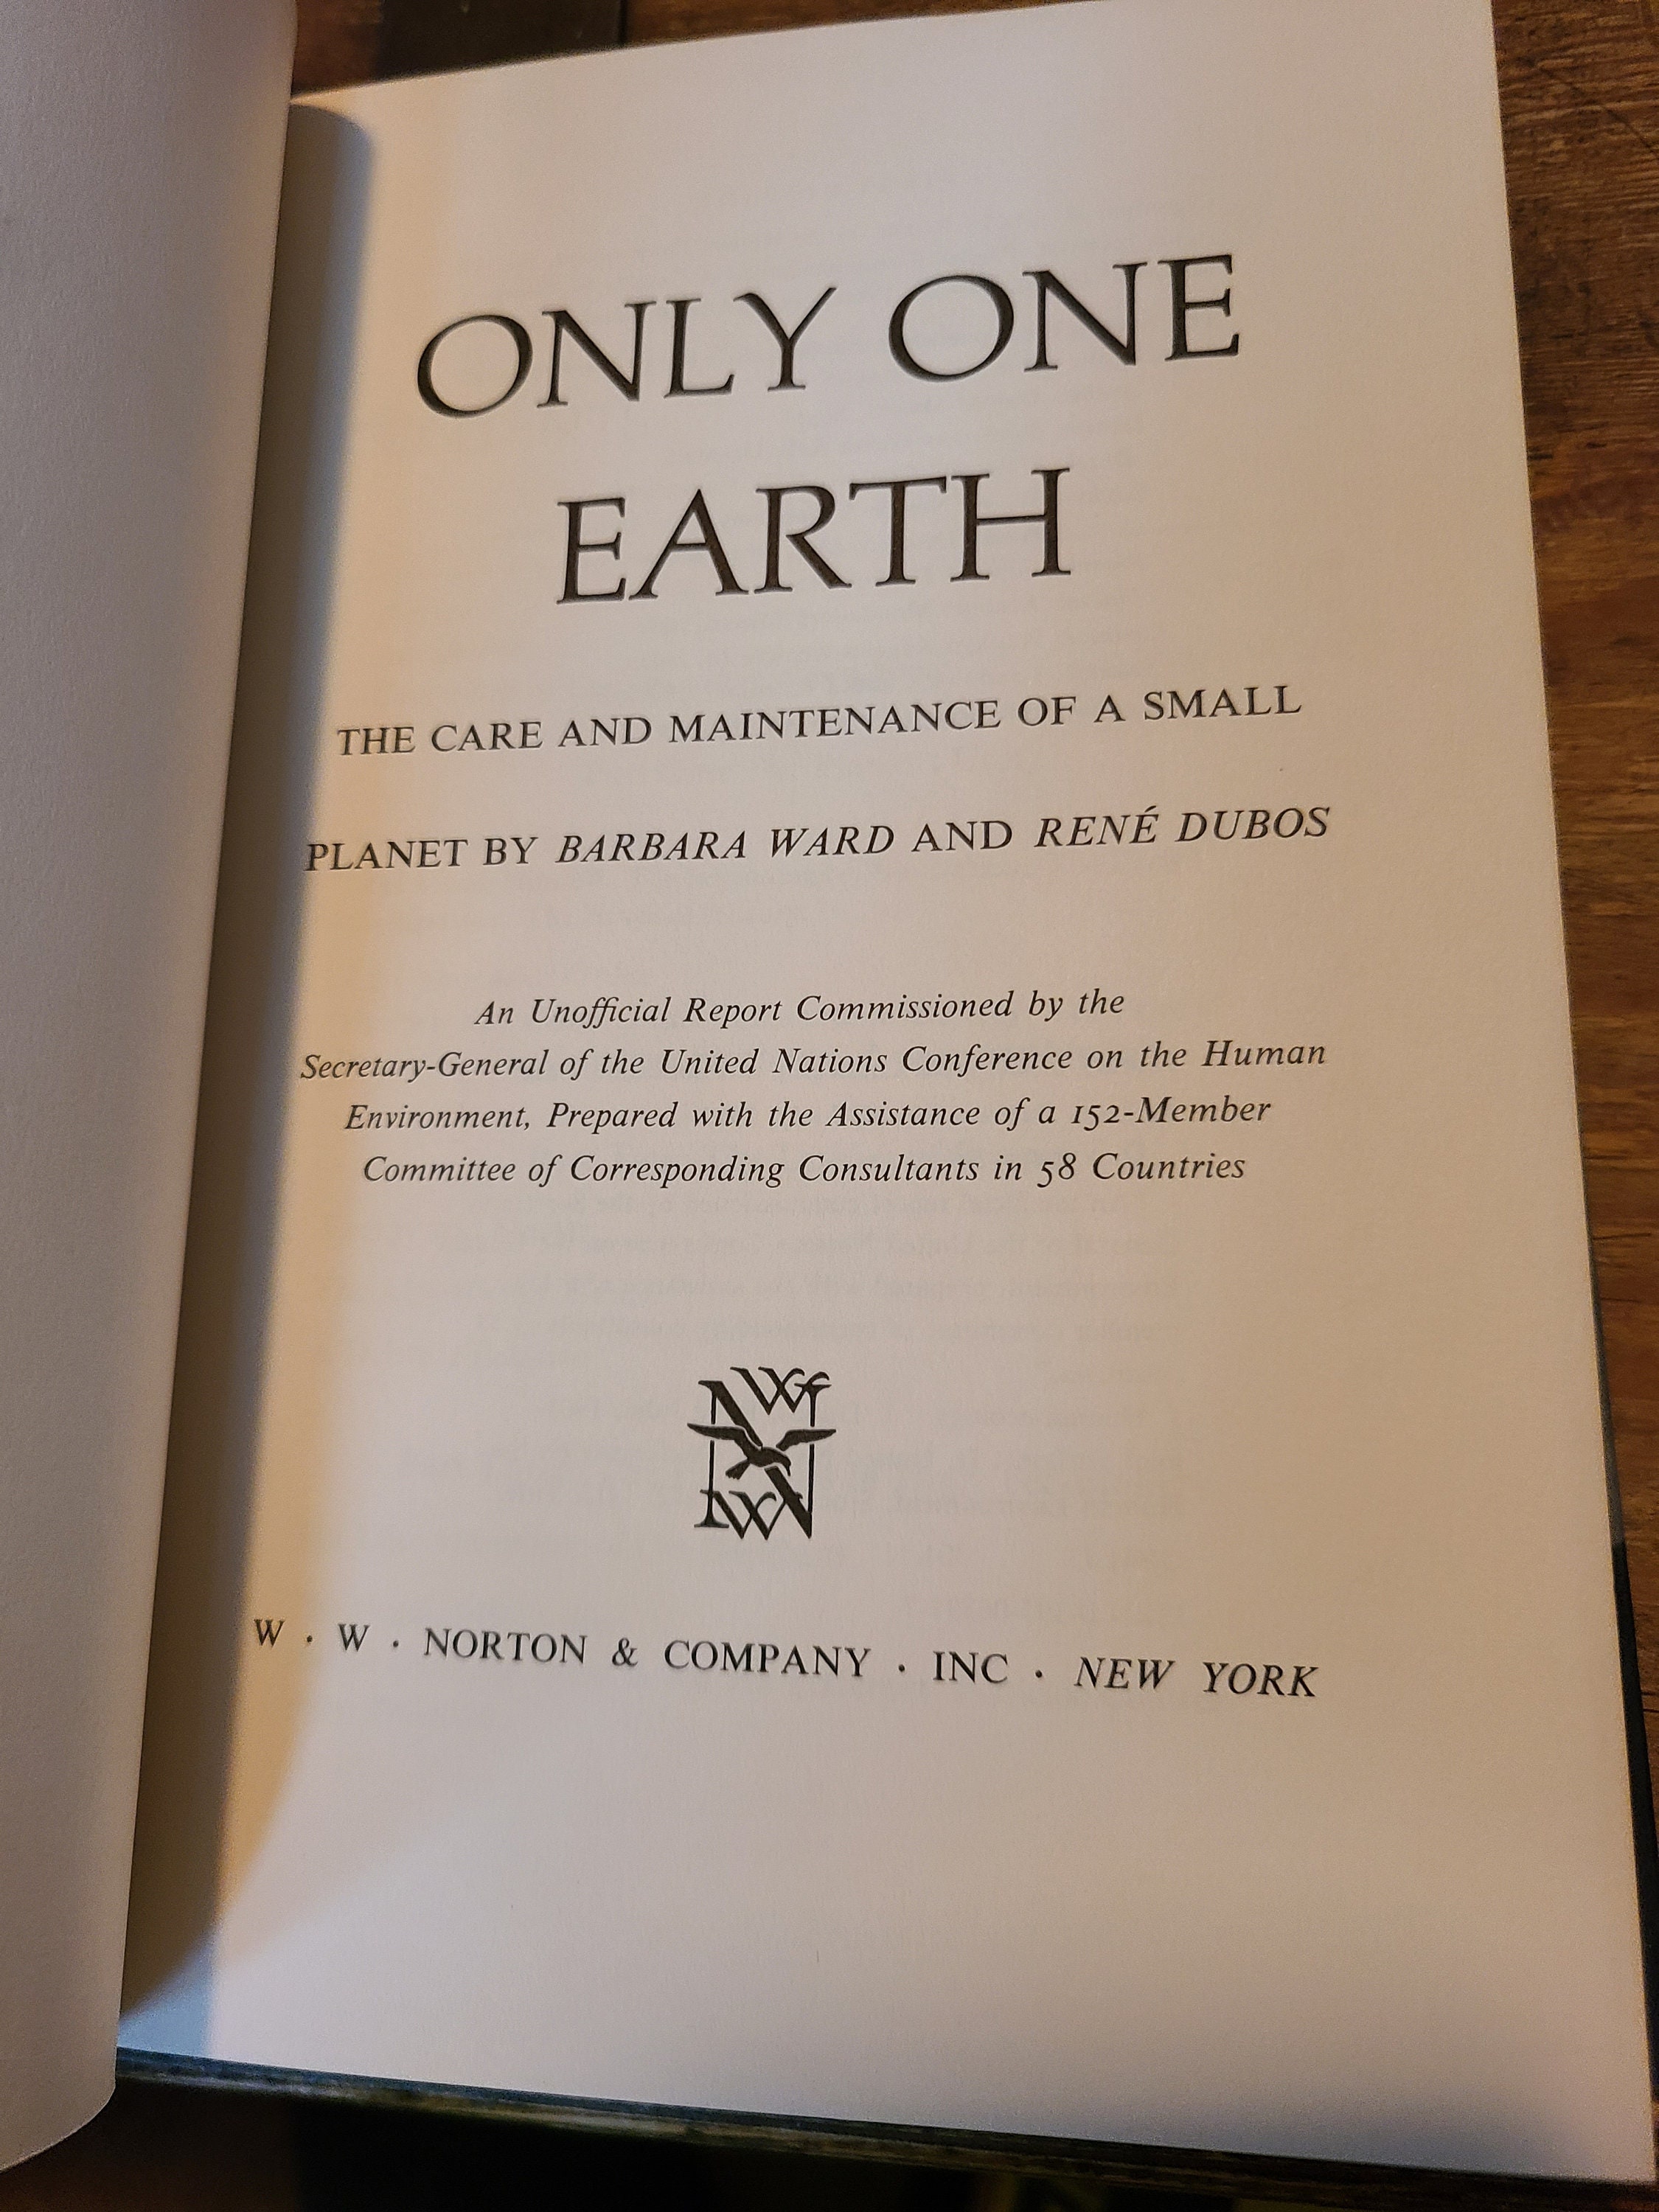 ONLY ONE
EARTH
THE CARE AND MAINTENANCE OF A SMALL
PLANET BY BARBARA WARD AND RENÉ DUBOS
An Unofficial Report Commissioned by the
Secretary-General of the United Nations Conference on the Human
Environment, Prepared with the Assistance of a 152-Member
Committee of Corresponding Consultants in 58 Countries
W · W · NORTON & COMPANY · INC · NEW YORK